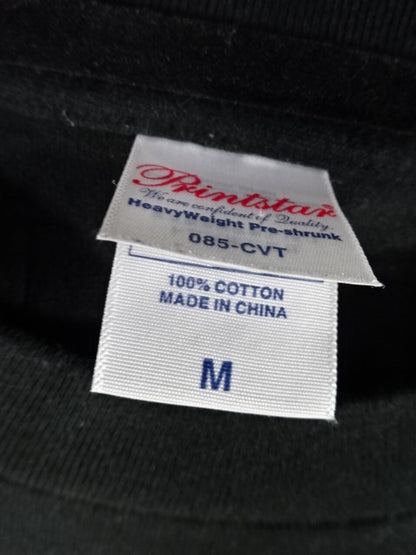 Printstar
We are confident of Quality.
HeavyWeight Pre-shrunk
085-CVT
100% COTTON
MADE IN CHINA
M